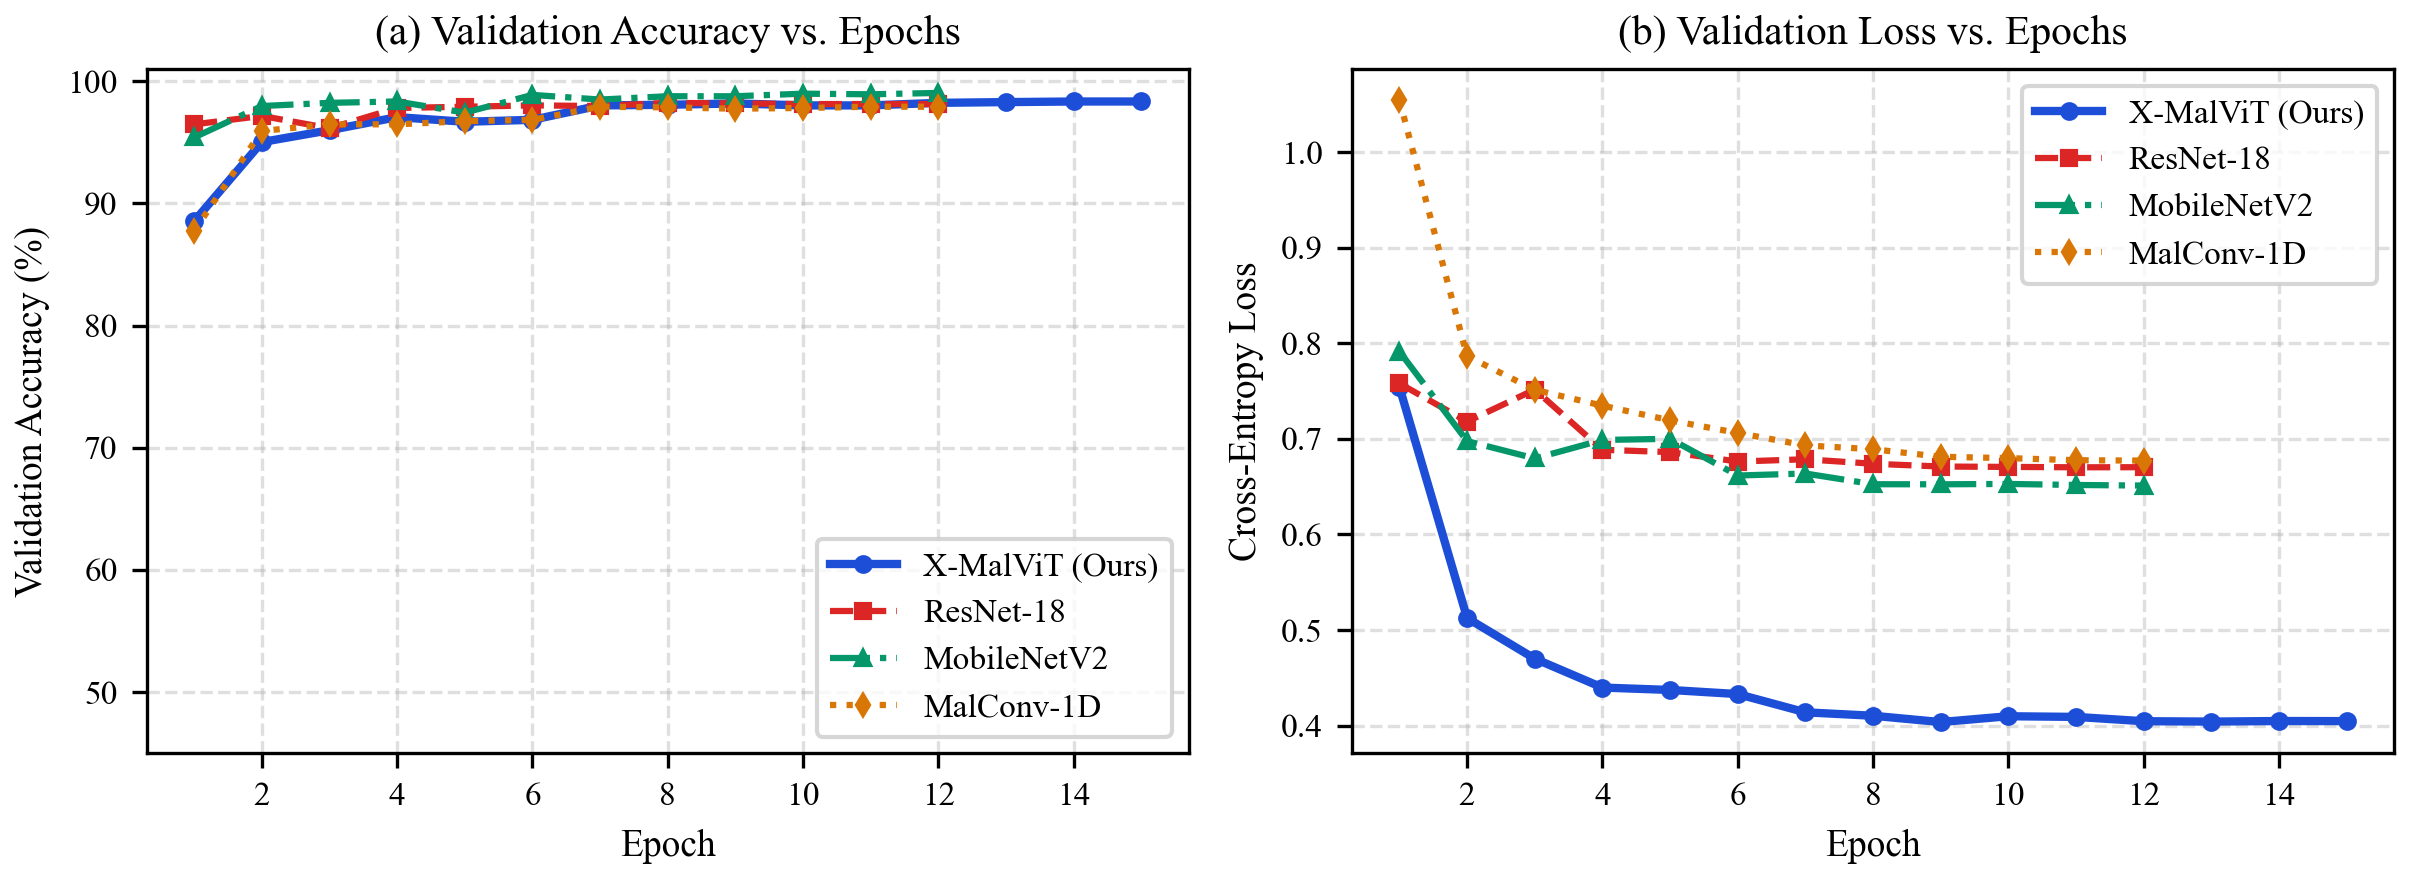 (a) Validation Accuracy vs. Epochs
Validation Accuracy (%)
100
90
80
70
60
50
X-MalViT (Ours)
ResNet-18
MobileNetV2
MalConv-1D
2 4 6 8 10 12 14
Epoch
(b) Validation Loss vs. Epochs
Cross-Entropy Loss
1.0
0.9
0.8
0.7
0.6
0.5
0.4
X-MalViT (Ours)
ResNet-18
MobileNetV2
MalConv-1D
2 4 6 8 10 12 14
Epoch